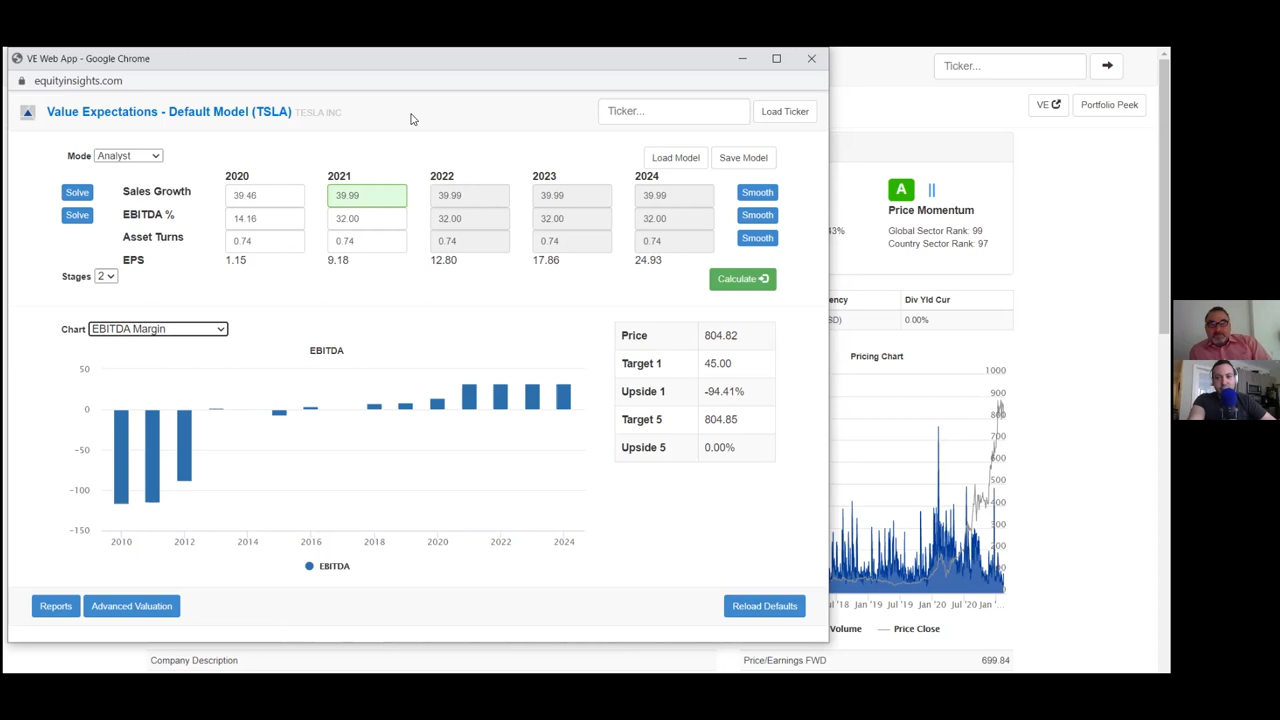 VE Web App - Google Chrome
equityinsights.com
Value Expectations - Default Model (TSLA) TESLA INC
Ticker...
Load Ticker
Mode Analyst
Load Model
Save Model
2020 2021 2022 2023 2024
Solve Sales Growth 39.46 39.99 39.99 39.99 39.99 Smooth
Solve EBITDA % 14.16 32.00 32.00 32.00 32.00 Smooth
Asset Turns 0.74 0.74 0.74 0.74 0.74 Smooth
EPS 1.15 9.18 12.80 17.86 24.93
Stages 2
Calculate
Chart EBITDA Margin
EBITDA
50
0
-50
-100
-150
2010 2012 2014 2016 2018 2020 2022 2024
EBITDA
Price 804.82
Target 1 45.00
Upside 1 -94.41%
Target 5 804.85
Upside 5 0.00%
Reports
Advanced Valuation
Reload Defaults
Ticker...
VE
Portfolio Peek
A
Price Momentum
Global Sector Rank: 99
Country Sector Rank: 97
Div Yld Cur
0.00%
Pricing Chart
1000
900
800
700
600
500
400
300
200
100
0
Jan '19 Jul '19 Jan '20 Jul '20 Jan '...
Volume Price Close
Company Description
Price/Earnings FWD 699.84